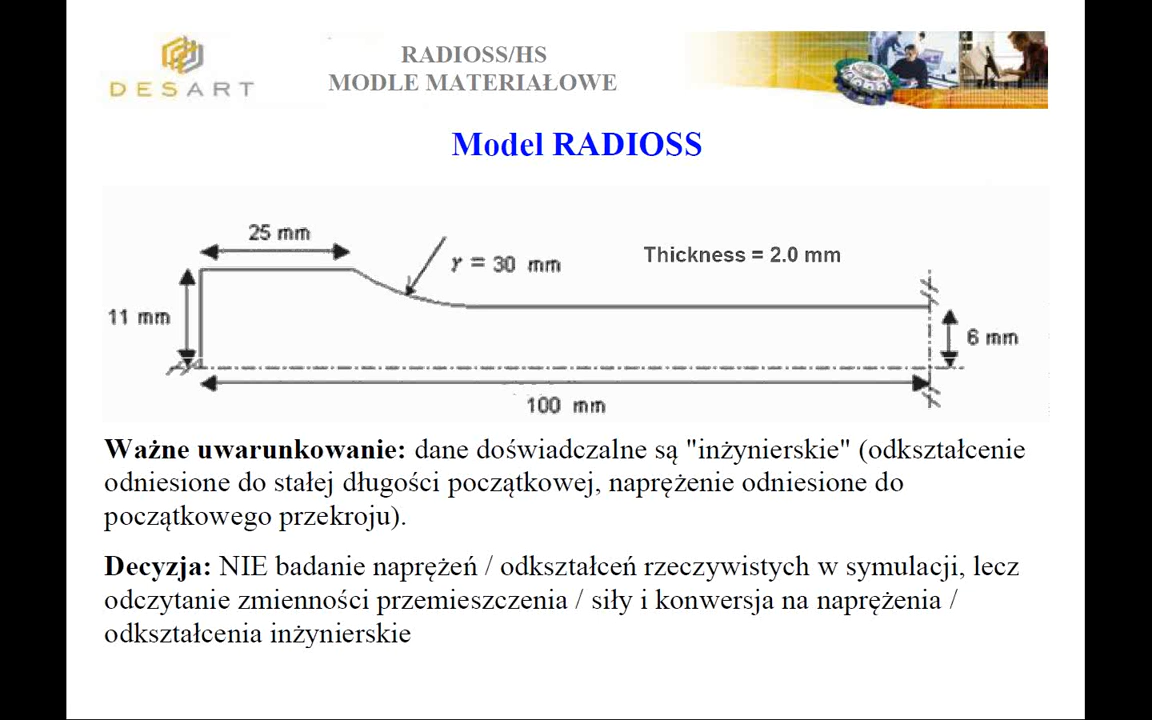 DESART
RADIOSS/HS
MODLE MATERIAŁOWE
Model RADIOSS
25 mm
r = 30 mm
Thickness = 2.0 mm
11 mm
6 mm
100 mm
Ważne uwarunkowanie: dane doświadczalne są "inżynierskie" (odkształcenie
odniesione do stałej długości początkowej, naprężenie odniesione do
początkowego przekroju).
Decyzja: NIE badanie naprężeń / odkształceń rzeczywistych w symulacji, lecz
odczytanie zmienności przemieszczenia / siły i konwersja na naprężenia /
odkształcenia inżynierskie